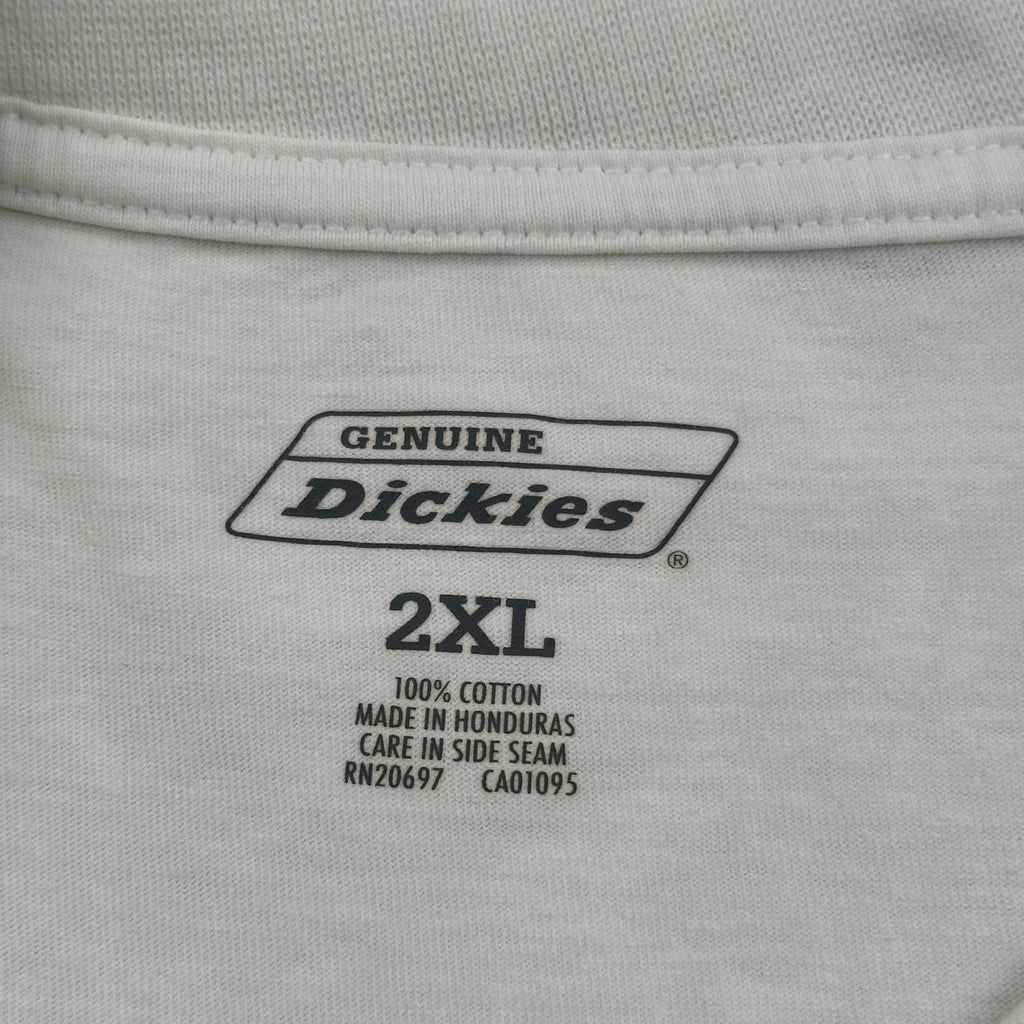 GENUINE
Dickies
®
2XL
100% COTTON
MADE IN HONDURAS
CARE IN SIDE SEAM
RN20697 CA01095